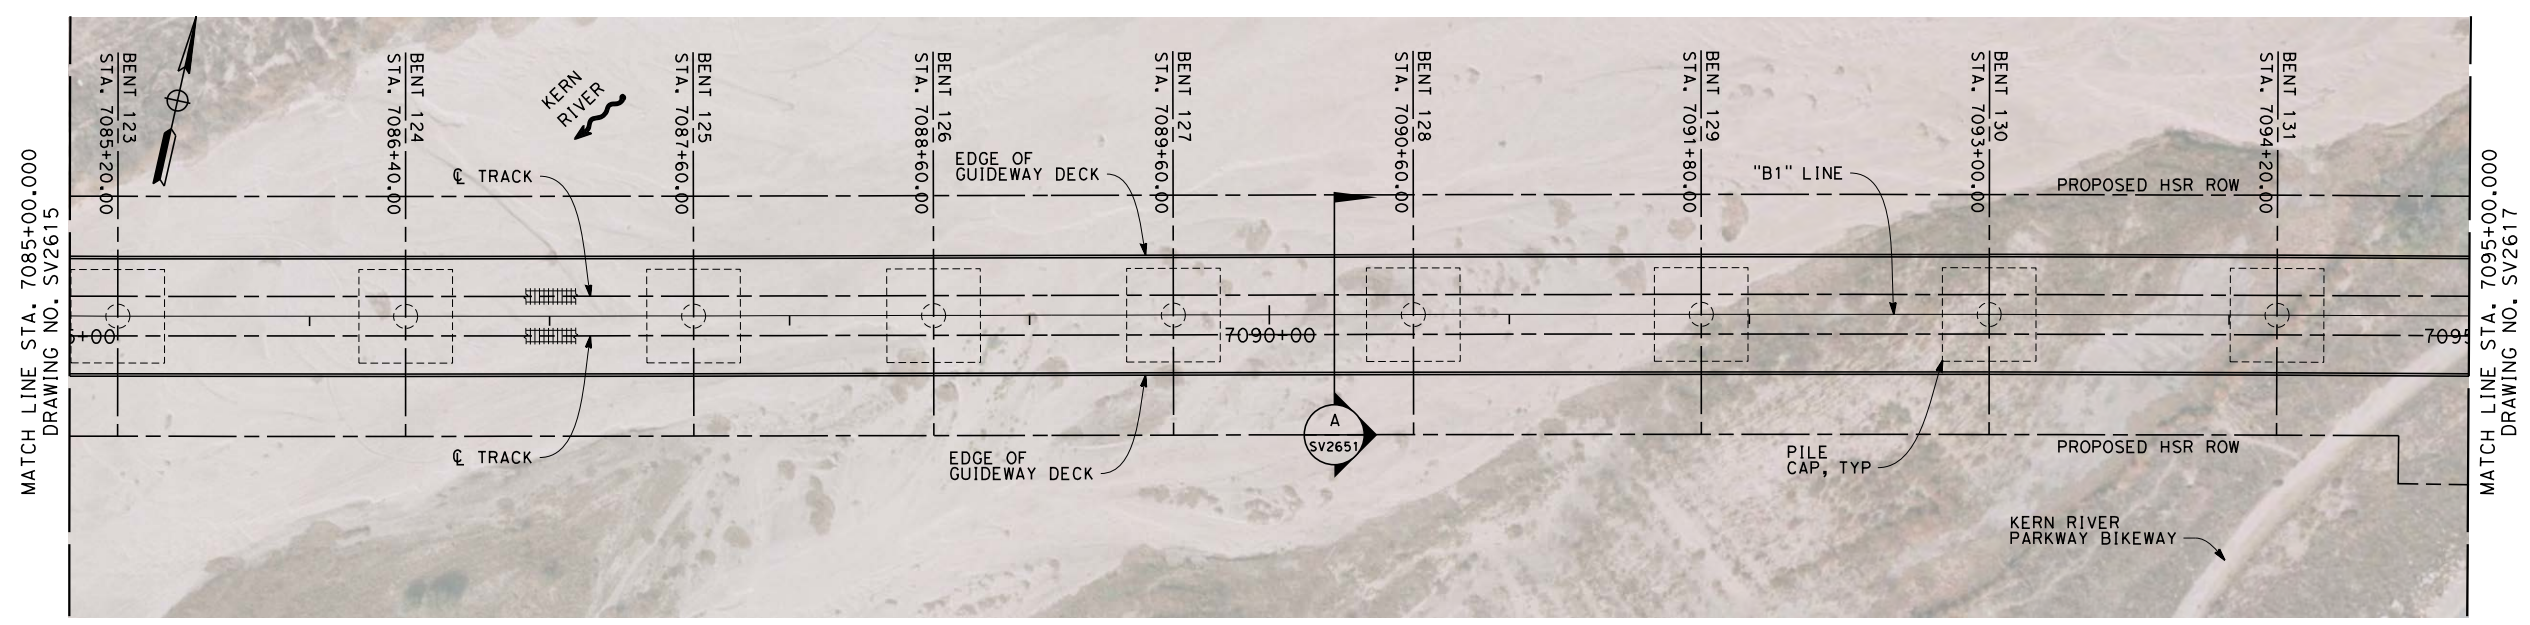 MATCH LINE STA. 7085+00.000
DRAWING NO. SV2615
BENT 123
STA. 7085+20.00
BENT 124
STA. 7086+40.00
KERN
RIVER
BENT 125
STA. 7087+60.00
BENT 126
STA. 7088+60.00
BENT 127
STA. 7089+60.00
BENT 128
STA. 7090+60.00
BENT 129
STA. 7091+80.00
BENT 130
STA. 7093+00.00
BENT 131
STA. 7094+20.00
℄ TRACK
EDGE OF
GUIDEWAY DECK
"B1" LINE
PROPOSED HSR ROW
5+00
7090+00
7095
A
SV2651
℄ TRACK
EDGE OF
GUIDEWAY DECK
PILE
CAP, TYP
PROPOSED HSR ROW
KERN RIVER
PARKWAY BIKEWAY
MATCH LINE STA. 7095+00.000
DRAWING NO. SV2617